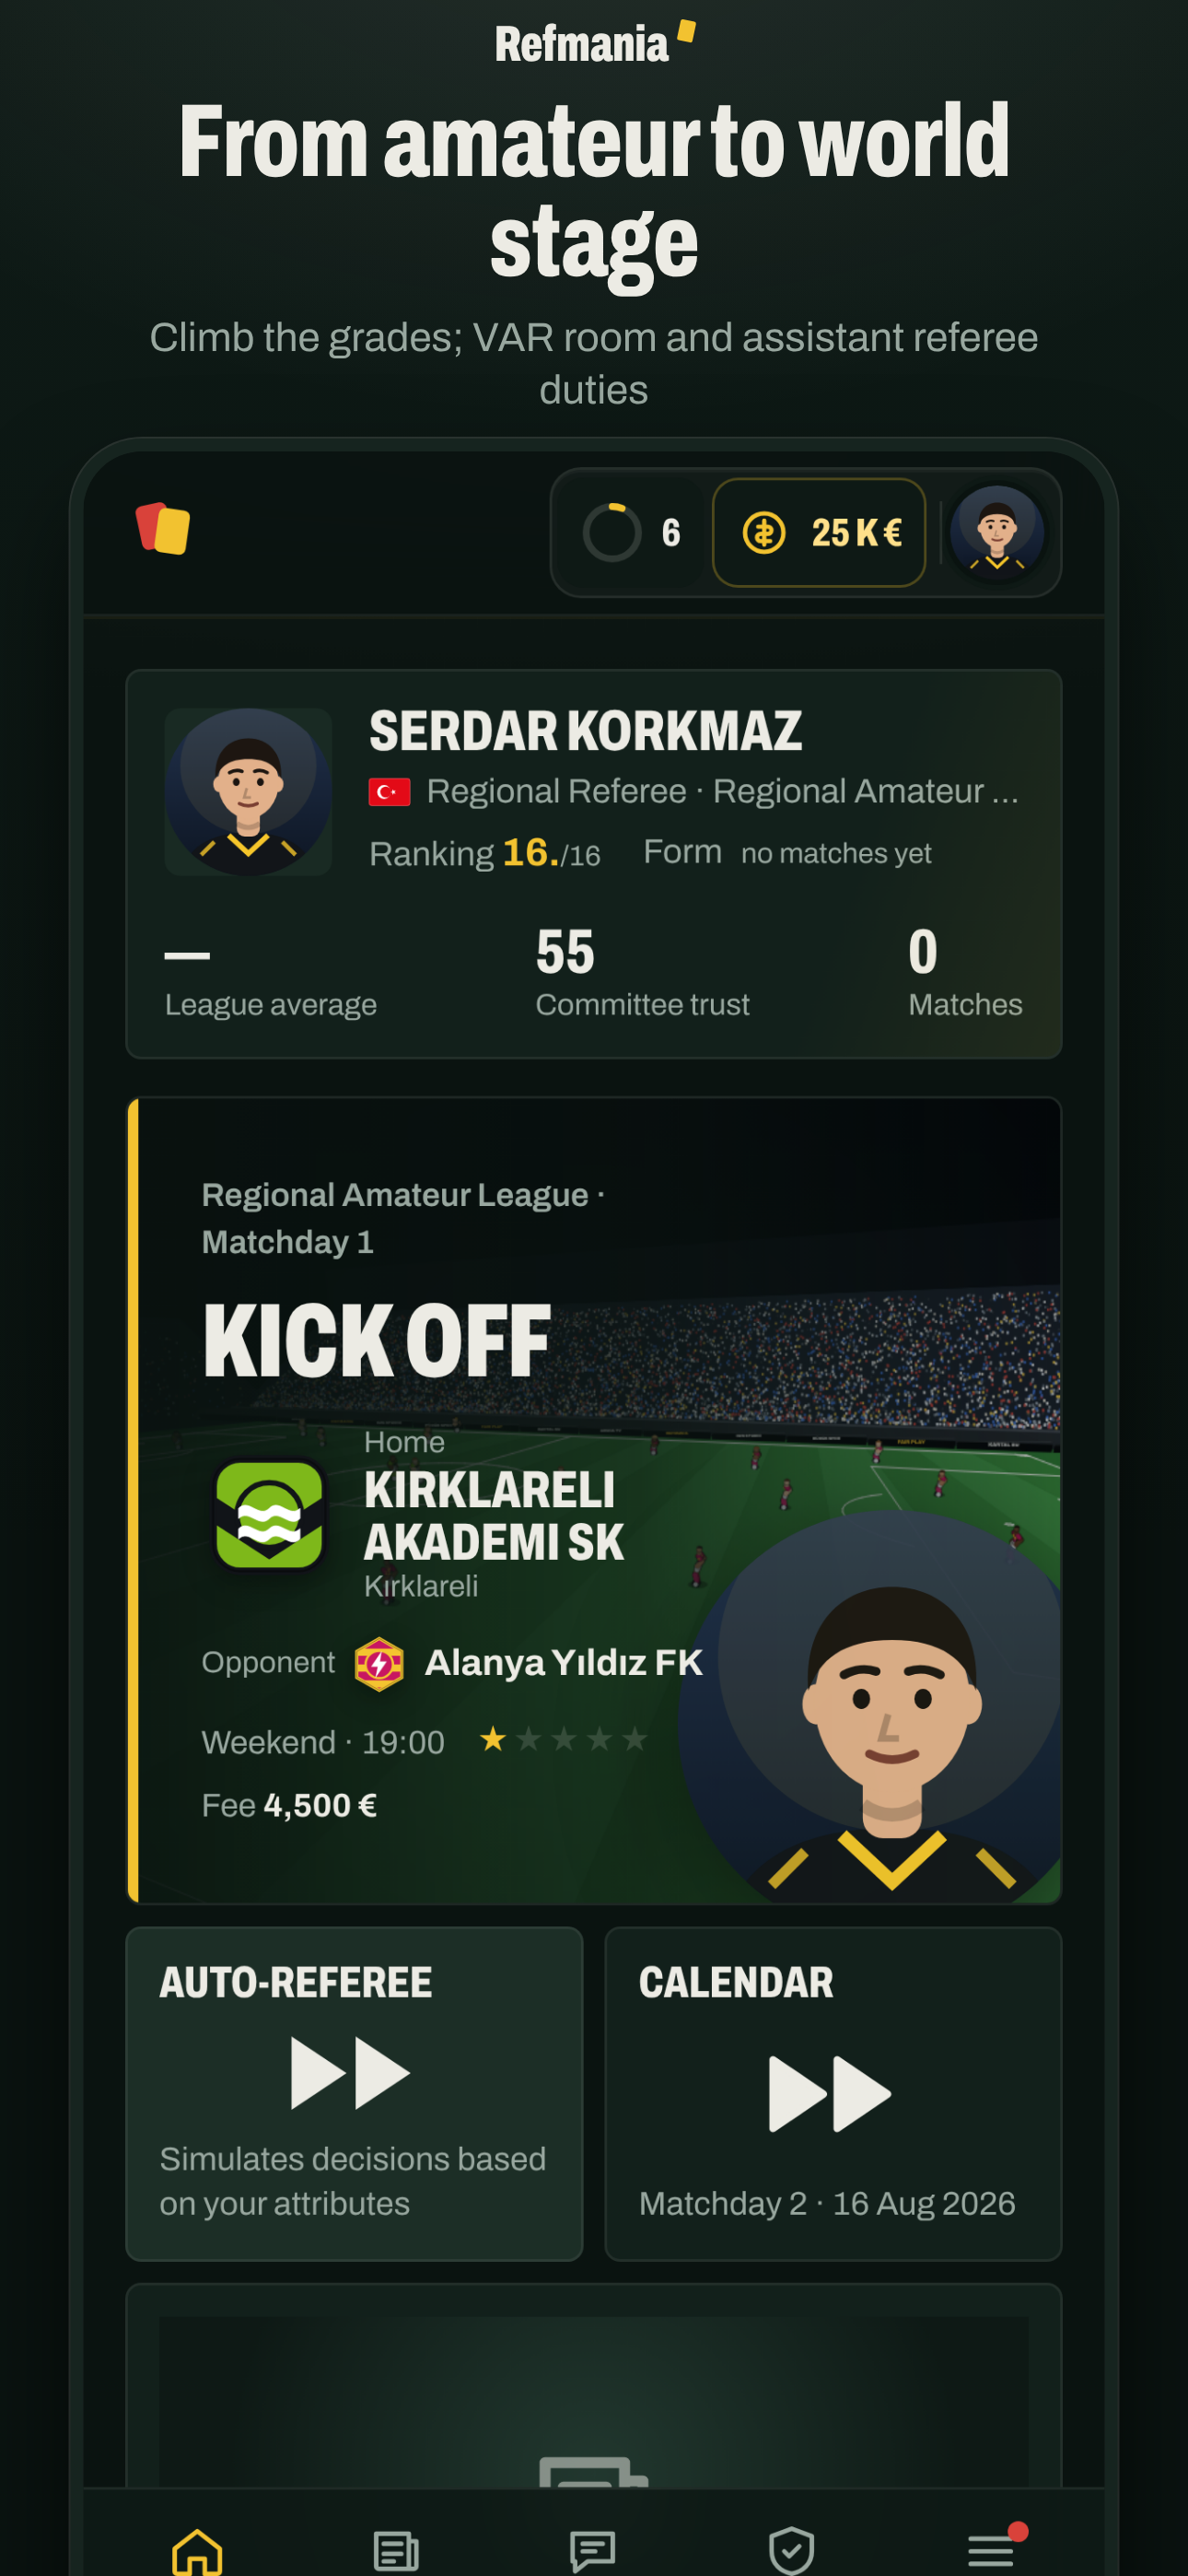 Refmania
From amateur to world
stage
Climb the grades; VAR room and assistant referee
duties
6
25 K €
SERDAR KORKMAZ
Regional Referee · Regional Amateur ...
Ranking 16./16 Form no matches yet
—
55
0
League average
Committee trust
Matches
Regional Amateur League ·
Matchday 1
KICK OFF
Home
KIRKLARELI
AKADEMI SK
Kırklareli
Opponent Alanya Yıldız FK
Weekend · 19:00
Fee 4,500 €
AUTO-REFEREE
Simulates decisions based
on your attributes
CALENDAR
Matchday 2 · 16 Aug 2026